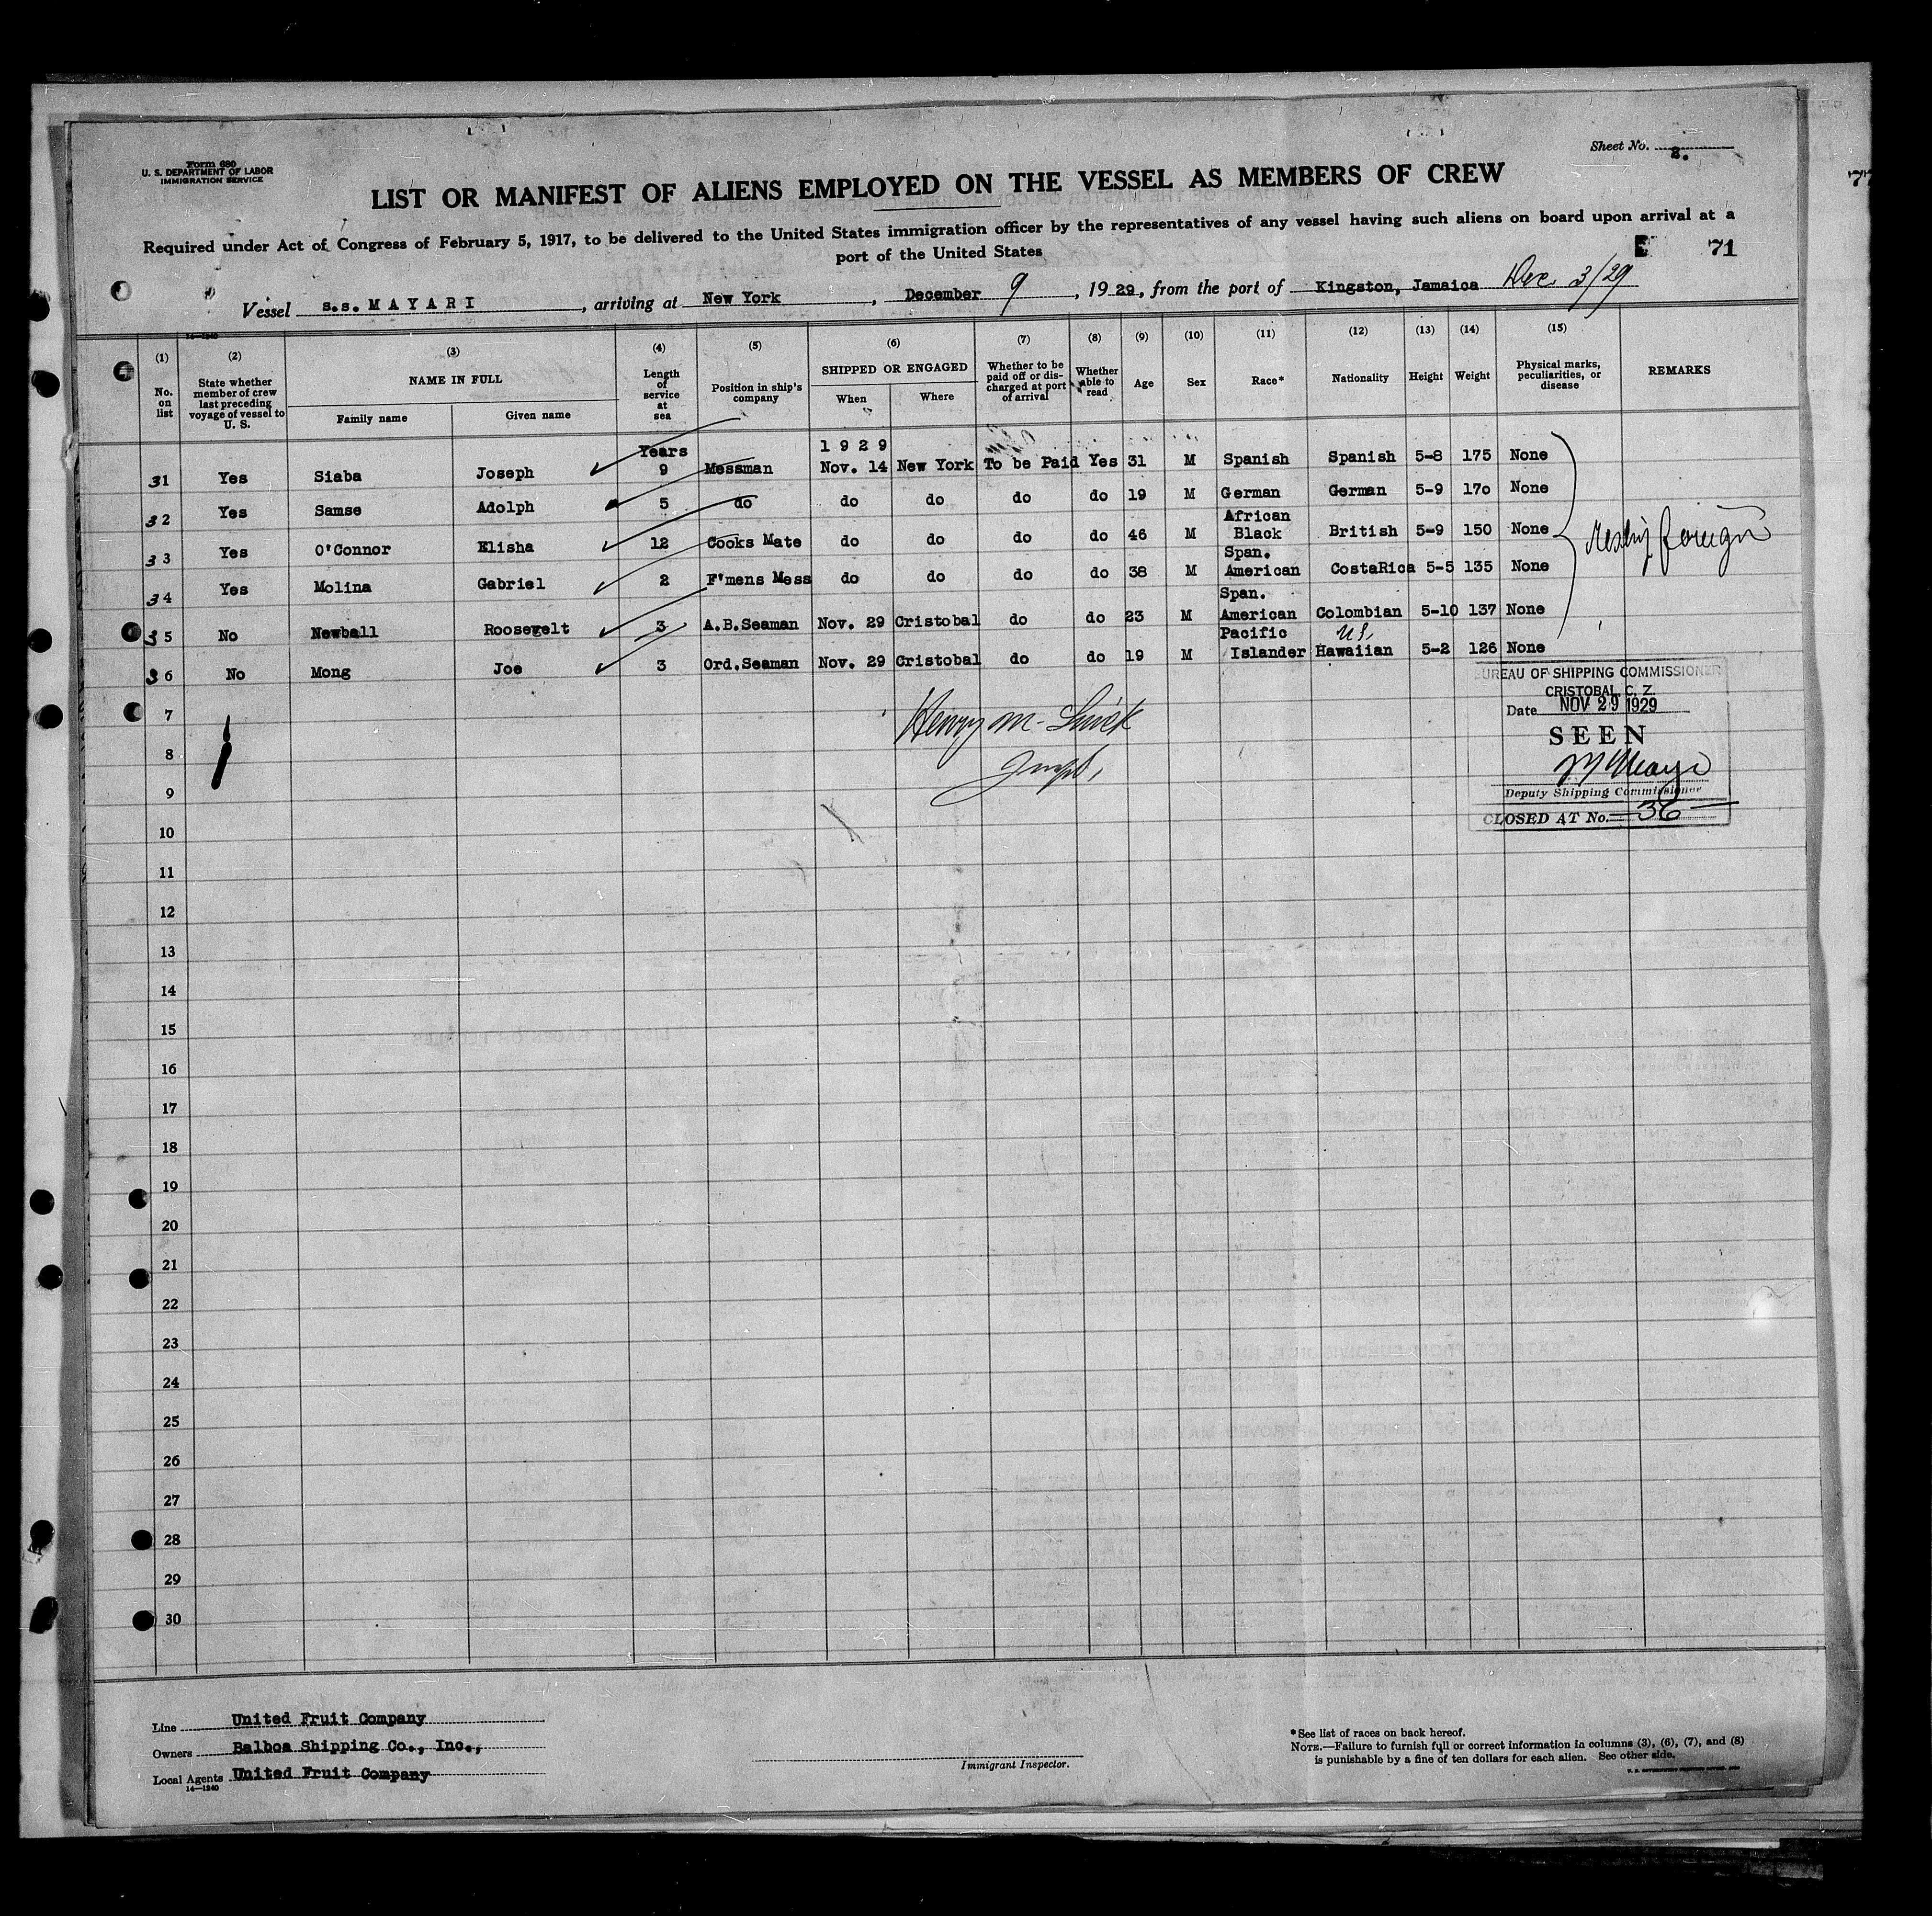 Form 680
U. S. DEPARTMENT OF LABOR
IMMIGRATION SERVICE
Sheet No. 2.
LIST OR MANIFEST OF ALIENS EMPLOYED ON THE VESSEL AS MEMBERS OF CREW
Required under Act of Congress of February 5, 1917, to be delivered to the United States immigration officer by the representatives of any vessel having such aliens on board upon arrival at a
port of the United States
71
Vessel s.s. MAYARI, arriving at New York, December 9, 1929, from the port of Kingston, Jamaica Dec. 3/29
14-1240
(1) (2) (3) (4) (5) (6) (7) (8) (9) (10) (11) (12) (13) (14) (15)
No. on list State whether member of crew last preceding voyage of vessel to U. S. NAME IN FULL Family name Given name Length of service at sea Position in ship's company SHIPPED OR ENGAGED When Where Whether to be paid off or discharged at port of arrival Whether able to read Age Sex Race* Nationality Height Weight Physical marks, peculiarities, or disease REMARKS
Years 1929
31 Yes Siaba Joseph 9 Messman Nov. 14 New York To be Paid Yes 31 M Spanish Spanish 5-8 175 None
32 Yes Samse Adolph 5 do do do do do 19 M German German 5-9 170 None
33 Yes O'Connor Elisha 12 Cooks Mate do do do do 46 M African Black British 5-9 150 None
34 Yes Molina Gabriel 2 F'mens Mess do do do do 38 M Span. American CostaRica 5-5 135 None
35 No Newball Roosevelt 3 A.B.Seaman Nov. 29 Cristobal do do 23 M Span. American Colombian 5-10 137 None
36 No Mong Joe 3 Ord.Seaman Nov. 29 Cristobal do do 19 M Pacific Islander U.S. Hawaiian 5-2 126 None
foreign
BUREAU OF SHIPPING COMMISSIONER
CRISTOBAL, C. Z.
Date NOV 29 1929
SEEN
Deputy Shipping Commissioner
CLOSED AT No. 36
Henry M.
7
8
9
10
11
12
13
14
15
16
17
18
19
20
21
22
23
24
25
26
27
28
29
30
Line United Fruit Company
Owners Balboa Shipping Co., Inc.,
Local Agents United Fruit Company
14-1240
Immigrant Inspector.
*See list of races on back hereof.
NOTE.—Failure to furnish full or correct information in columns (3), (6), (7), and (8)
is punishable by a fine of ten dollars for each alien. See other side.